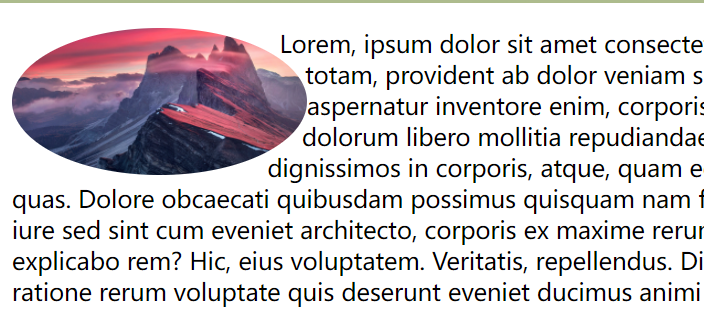 Lorem, ipsum dolor sit amet consecte
totam, provident ab dolor veniam s
aspernatur inventore enim, corporis
dolorum libero mollitia repudiandae
dignissimos in corporis, atque, quam e
quas. Dolore obcaecati quibusdam possimus quisquam nam f
iure sed sint cum eveniet architecto, corporis ex maxime rerur
explicabo rem? Hic, eius voluptatem. Veritatis, repellendus. Di
ratione rerum voluptate quis deserunt eveniet ducimus animi